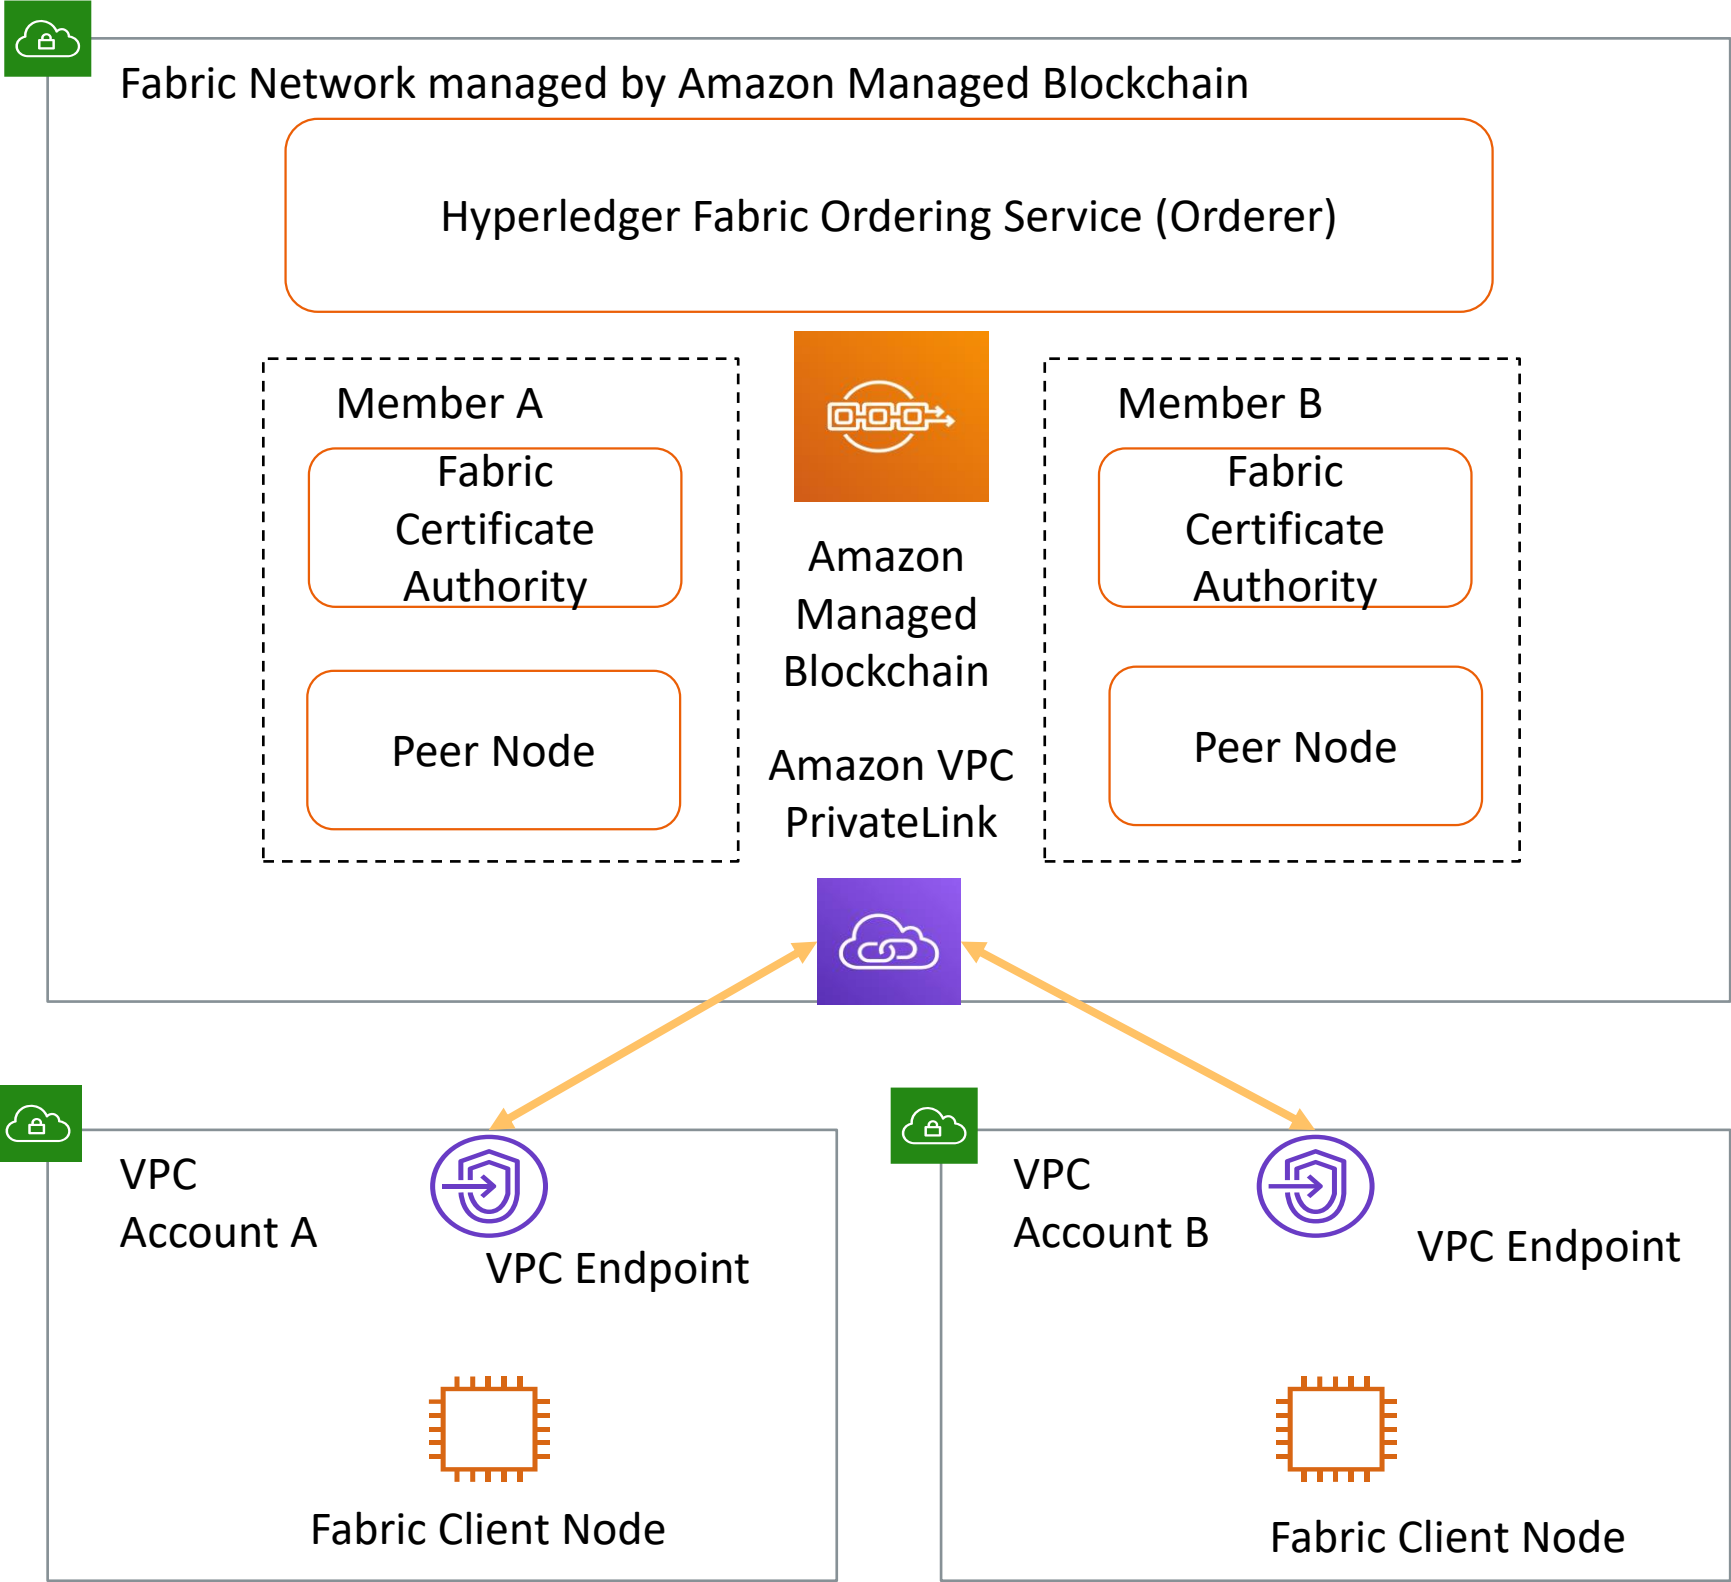 Fabric Network managed by Amazon Managed Blockchain
Hyperledger Fabric Ordering Service (Orderer)
Member A
Fabric
Certificate
Authority
Peer Node
Amazon
Managed
Blockchain
Amazon VPC
PrivateLink
Member B
Fabric
Certificate
Authority
Peer Node
VPC
Account A
VPC Endpoint
Fabric Client Node
VPC
Account B
VPC Endpoint
Fabric Client Node